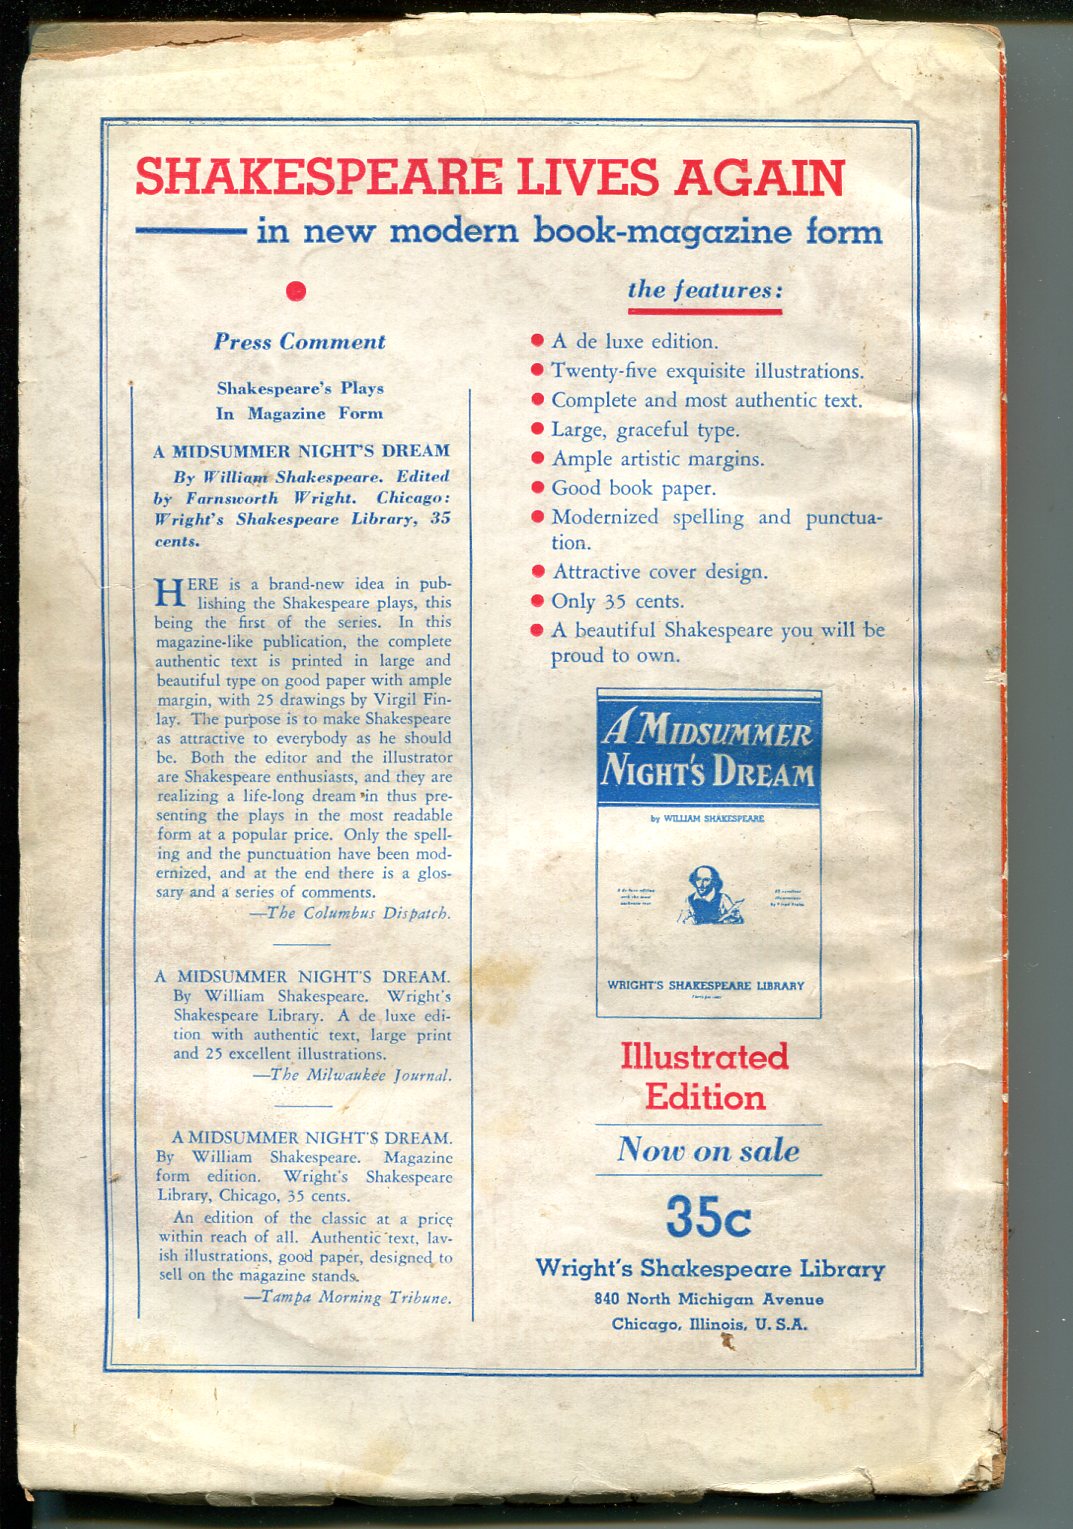 SHAKESPEARE LIVES AGAIN
in new modern book-magazine form
Press Comment
Shakespeare's Plays
In Magazine Form
A MIDSUMMER NIGHT'S DREAM
By William Shakespeare. Edited
by Farnsworth Wright. Chicago:
Wright's Shakespeare Library, 35
cents.
HERE is a brand-new idea in pub-
lishing the Shakespeare plays, this
being the first of the series. In this
magazine-like publication, the complete
authentic text is printed in large and
beautiful type on good paper with ample
margin, with 25 drawings by Virgil Fin-
lay. The purpose is to make Shakespeare
as attractive to everybody as he should
be. Both the editor and the illustrator
are Shakespeare enthusiasts, and they are
realizing a life-long dream in thus pre-
senting the plays in the most readable
form at a popular price. Only the spell-
ing and the punctuation have been mod-
ernized, and at the end there is a glos-
sary and a series of comments.
—The Columbus Dispatch.
A MIDSUMMER NIGHT'S DREAM.
By William Shakespeare. Wright's
Shakespeare Library. A de luxe edi-
tion with authentic text, large print
and 25 excellent illustrations.
—The Milwaukee Journal.
A MIDSUMMER NIGHT'S DREAM.
By William Shakespeare. Magazine
form edition. Wright's Shakespeare
Library, Chicago, 35 cents.
An edition of the classic at a price
within reach of all. Authentic text, lav-
ish illustrations, good paper, designed to
sell on the magazine stands.
—Tampa Morning Tribune.
the features:
A de luxe edition.
Twenty-five exquisite illustrations.
Complete and most authentic text.
Large, graceful type.
Ample artistic margins.
Good book paper.
Modernized spelling and punctua-
tion.
Attractive cover design.
Only 35 cents.
A beautiful Shakespeare you will be
proud to own.
A MIDSUMMER
NIGHT'S DREAM
by WILLIAM SHAKESPEARE
WRIGHT'S SHAKESPEARE LIBRARY
Illustrated
Edition
Now on sale
35c
Wright's Shakespeare Library
840 North Michigan Avenue
Chicago, Illinois, U. S. A.